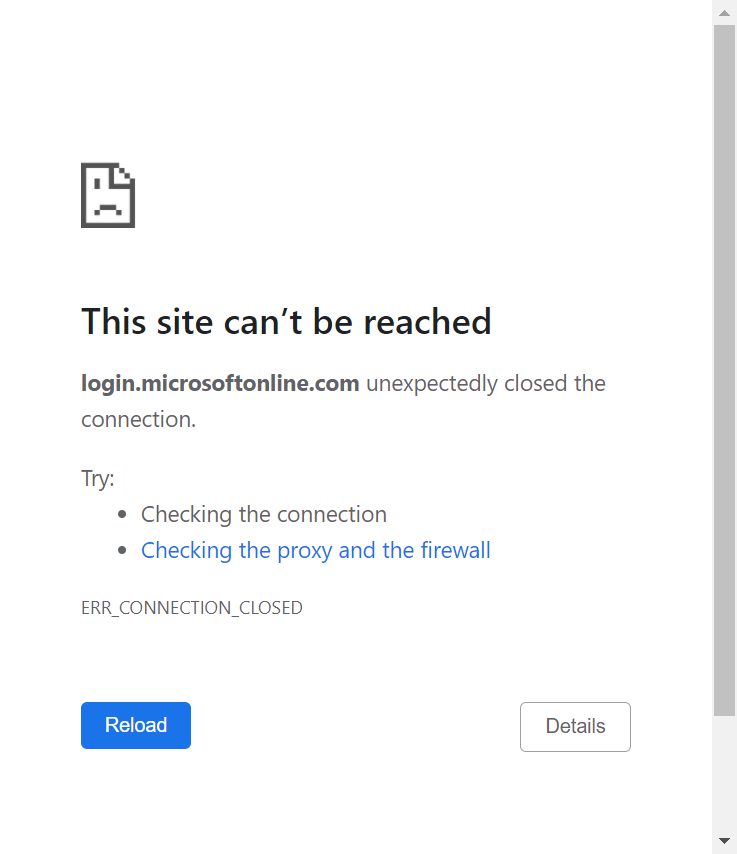 This site can’t be reached
login.microsoftonline.com unexpectedly closed the
connection.
Try:
• Checking the connection
• Checking the proxy and the firewall
ERR_CONNECTION_CLOSED
Reload
Details